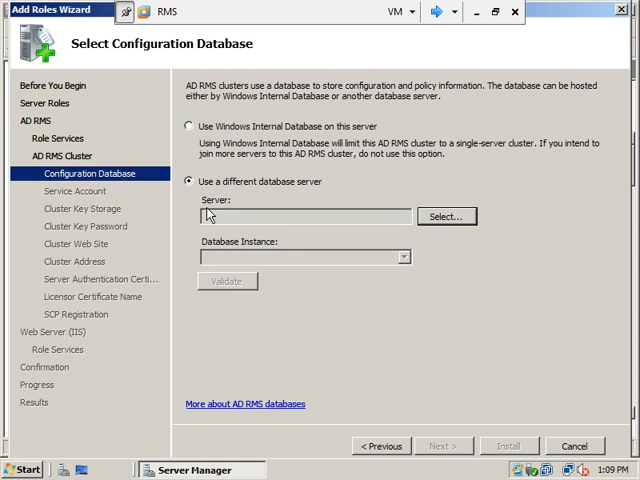 Add Roles Wizard
RMS
VM
Select Configuration Database
Before You Begin
Server Roles
AD RMS
Role Services
AD RMS Cluster
Configuration Database
Service Account
Cluster Key Storage
Cluster Key Password
Cluster Web Site
Cluster Address
Server Authentication Certi...
Licensor Certificate Name
SCP Registration
Web Server (IIS)
Role Services
Confirmation
Progress
Results
AD RMS clusters use a database to store configuration and policy information. The database can be hosted
either by Windows Internal Database or another database server.
Use Windows Internal Database on this server
Using Windows Internal Database will limit this AD RMS cluster to a single-server cluster. If you intend to
join more servers to this AD RMS cluster, do not use this option.
Use a different database server
Server:
Select...
Database Instance:
Validate
More about AD RMS databases
< Previous
Next >
Install
Cancel
Start
Server Manager
1:09 PM